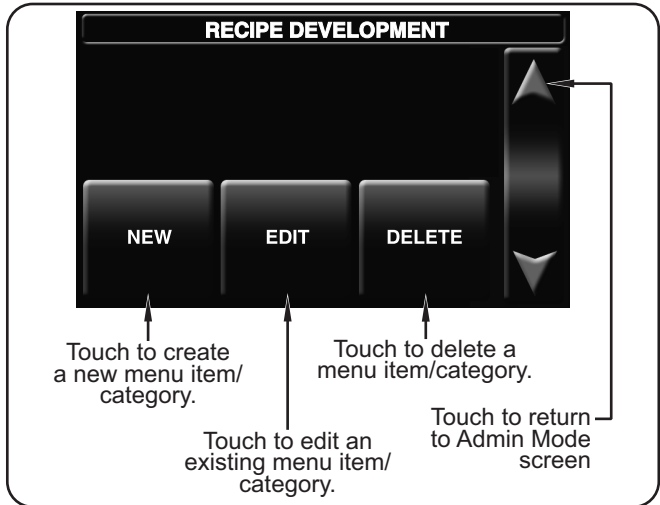 RECIPE DEVELOPMENT
NEW
EDIT
DELETE
Touch to create
a new menu item/
category.
Touch to delete a
menu item/category.
Touch to edit an
existing menu item/
category.
Touch to return
to Admin Mode
screen